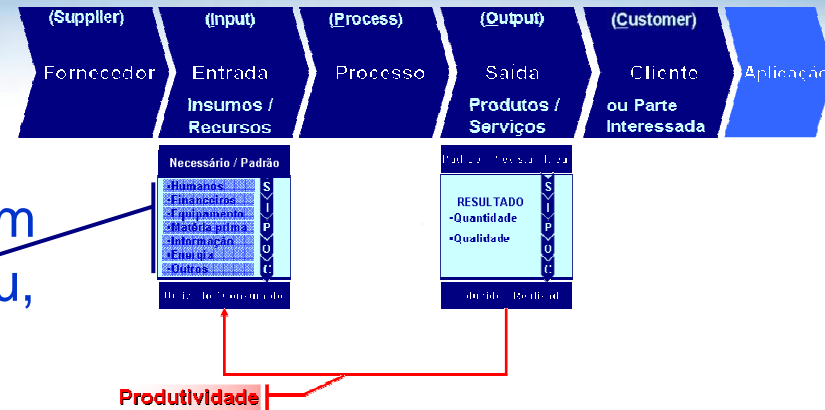 (Supplier)
Fornecedor
(Input)
Entrada
Insumos /
Recursos
(Process)
Processo
(Output)
Saída
Produtos /
Serviços
(Customer)
Cliente
ou Parte
Interessada
Aplicação
Necessário / Padrão
•Humanos
•Financeiros
•Equipamento
•Matéria prima
•Informação
•Energia
•Outros
S
I
P
O
C
RESULTADO
•Quantidade
•Qualidade
S
I
P
O
C
m
u,
Produtividade